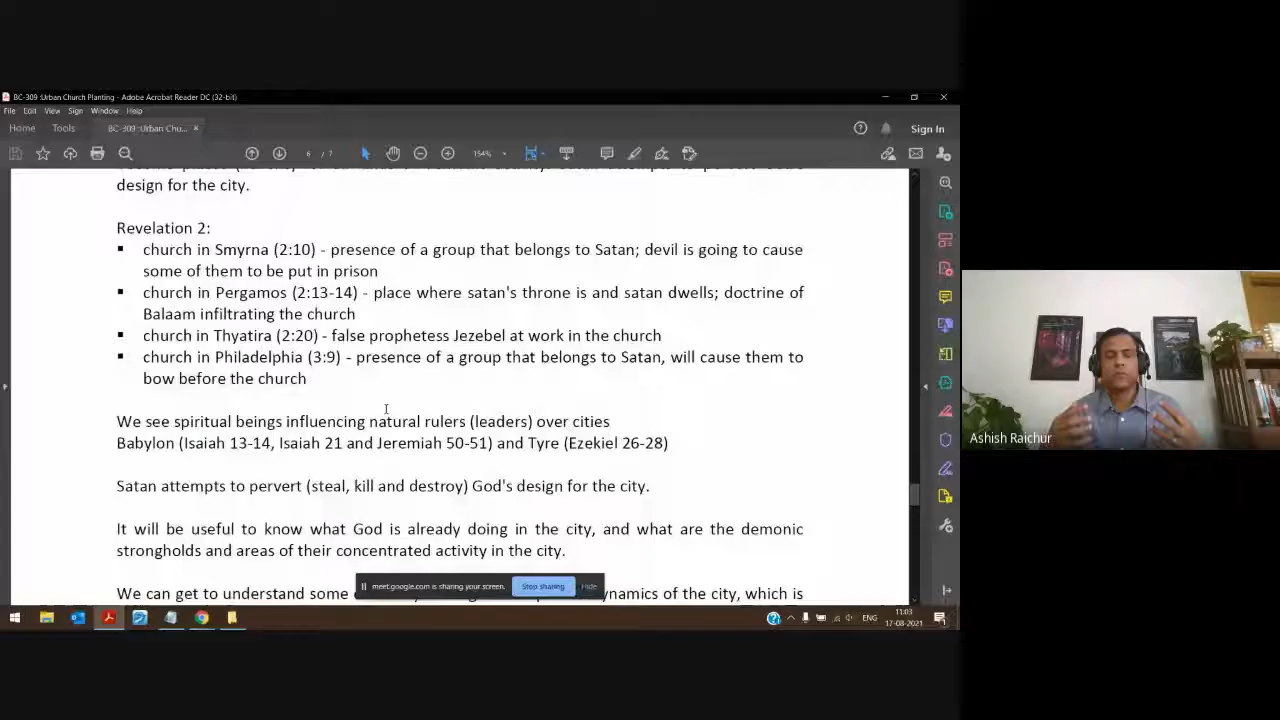 BC-309 :Urban Church Planting - Adobe Acrobat Reader DC (32-bit)
File Edit View Sign Window Help
Home Tools BC-309 :Urban Chu... × Sign In
6 / 7 154%
design for the city.
Revelation 2:
▪ church in Smyrna (2:10) - presence of a group that belongs to Satan; devil is going to cause
some of them to be put in prison
▪ church in Pergamos (2:13-14) - place where satan's throne is and satan dwells; doctrine of
Balaam infiltrating the church
▪ church in Thyatira (2:20) - false prophetess Jezebel at work in the church
▪ church in Philadelphia (3:9) - presence of a group that belongs to Satan, will cause them to
bow before the church
We see spiritual beings influencing natural rulers (leaders) over cities
Babylon (Isaiah 13-14, Isaiah 21 and Jeremiah 50-51) and Tyre (Ezekiel 26-28)
Satan attempts to pervert (steal, kill and destroy) God's design for the city.
It will be useful to know what God is already doing in the city, and what are the demonic
strongholds and areas of their concentrated activity in the city.
We can get to understand some of the city, which is
meet.google.com is sharing your screen. Stop sharing Hide
ENG
11:03
17-08-2021
Ashish Raichur